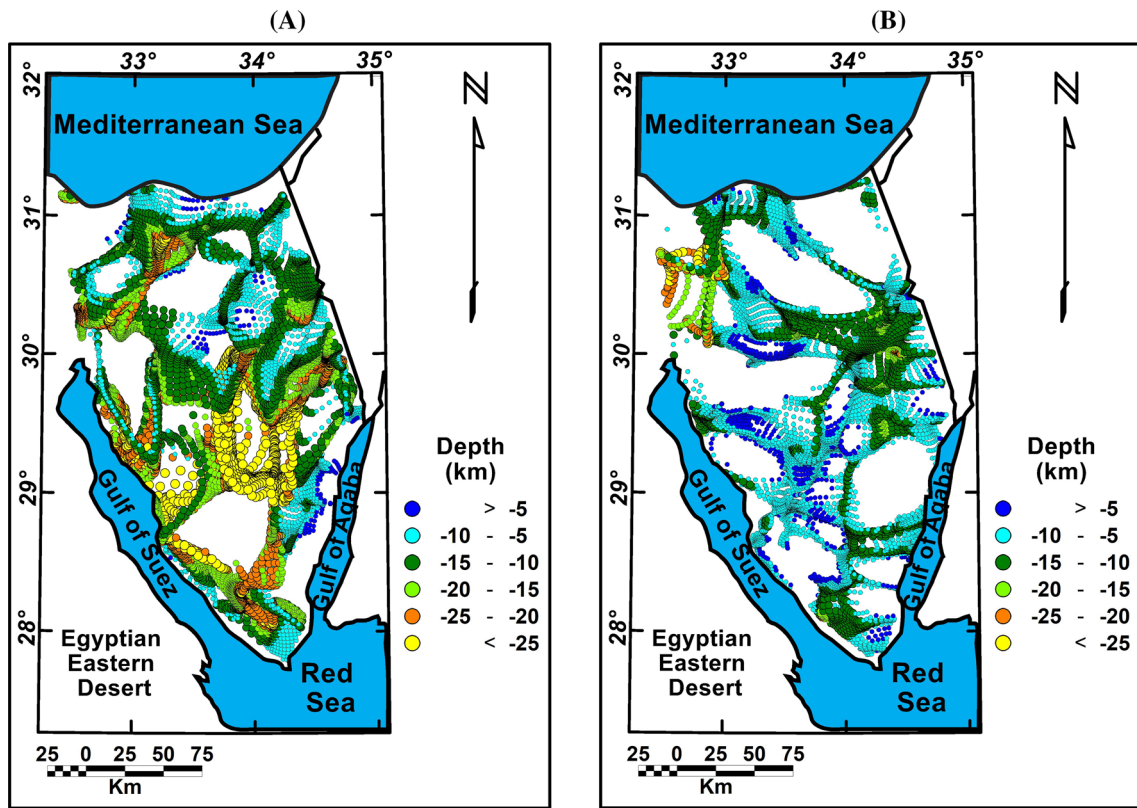 (A)
33° 34° 35°
32°
N
Mediterranean Sea
31°
30°
29°
28°
Gulf of Suez
Gulf of Aqaba
Egyptian
Eastern
Desert
Red
Sea
Depth
(km)
> -5
-10 - -5
-15 - -10
-20 - -15
-25 - -20
< -25
25 0 25 50 75
Km
(B)
33° 34° 35°
32°
N
Mediterranean Sea
31°
30°
29°
28°
Gulf of Suez
Gulf of Aqaba
Egyptian
Eastern
Desert
Red
Sea
Depth
(km)
> -5
-10 - -5
-15 - -10
-20 - -15
-25 - -20
< -25
25 0 25 50 75
Km